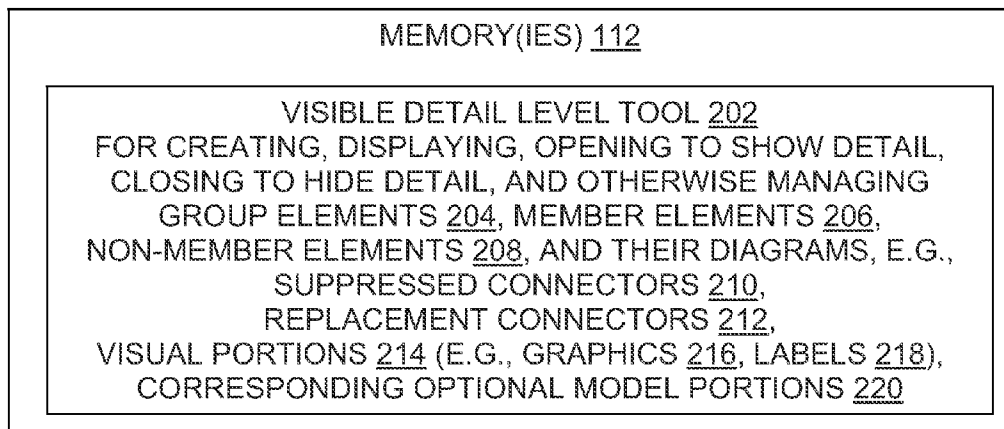 MEMORY(IES) 112
VISIBLE DETAIL LEVEL TOOL 202
FOR CREATING, DISPLAYING, OPENING TO SHOW DETAIL,
CLOSING TO HIDE DETAIL, AND OTHERWISE MANAGING
GROUP ELEMENTS 204, MEMBER ELEMENTS 206,
NON-MEMBER ELEMENTS 208, AND THEIR DIAGRAMS, E.G.,
SUPPRESSED CONNECTORS 210,
REPLACEMENT CONNECTORS 212,
VISUAL PORTIONS 214 (E.G., GRAPHICS 216, LABELS 218),
CORRESPONDING OPTIONAL MODEL PORTIONS 220